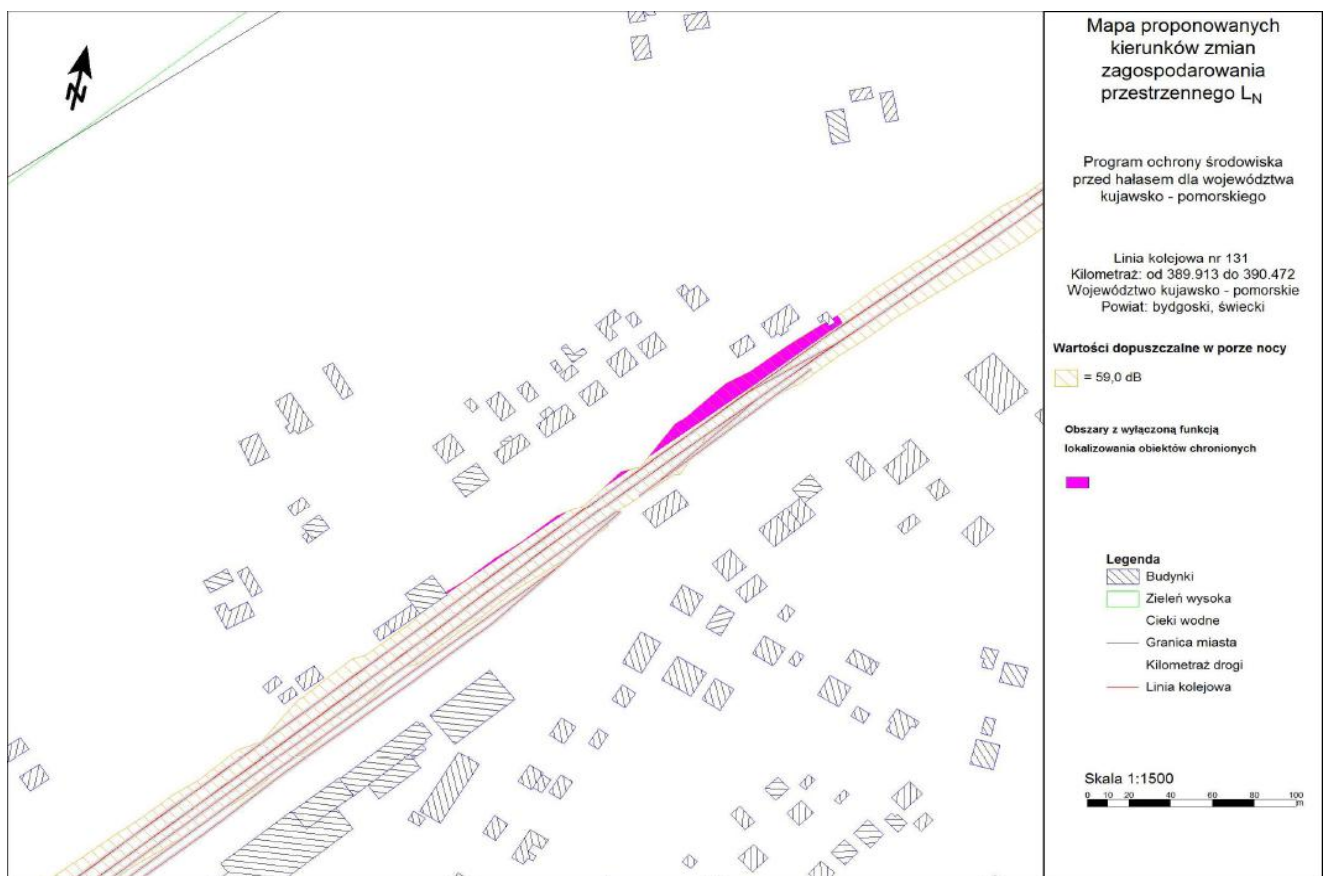 N
Mapa proponowanych
kierunków zmian
zagospodarowania
przestrzennego L_N
Program ochrony środowiska
przed hałasem dla województwa
kujawsko - pomorskiego
Linia kolejowa nr 131
Kilometraż: od 389.913 do 390.472
Województwo kujawsko - pomorskie
Powiat: bydgoski, świecki
Wartości dopuszczalne w porze nocy
= 59,0 dB
Obszary z wyłączoną funkcją
lokalizowania obiektów chronionych
Legenda
Budynki
Zieleń wysoka
Cieki wodne
Granica miasta
Kilometraż drogi
Linia kolejowa
Skala 1:1500
0 10 20 40 60 80 100
m